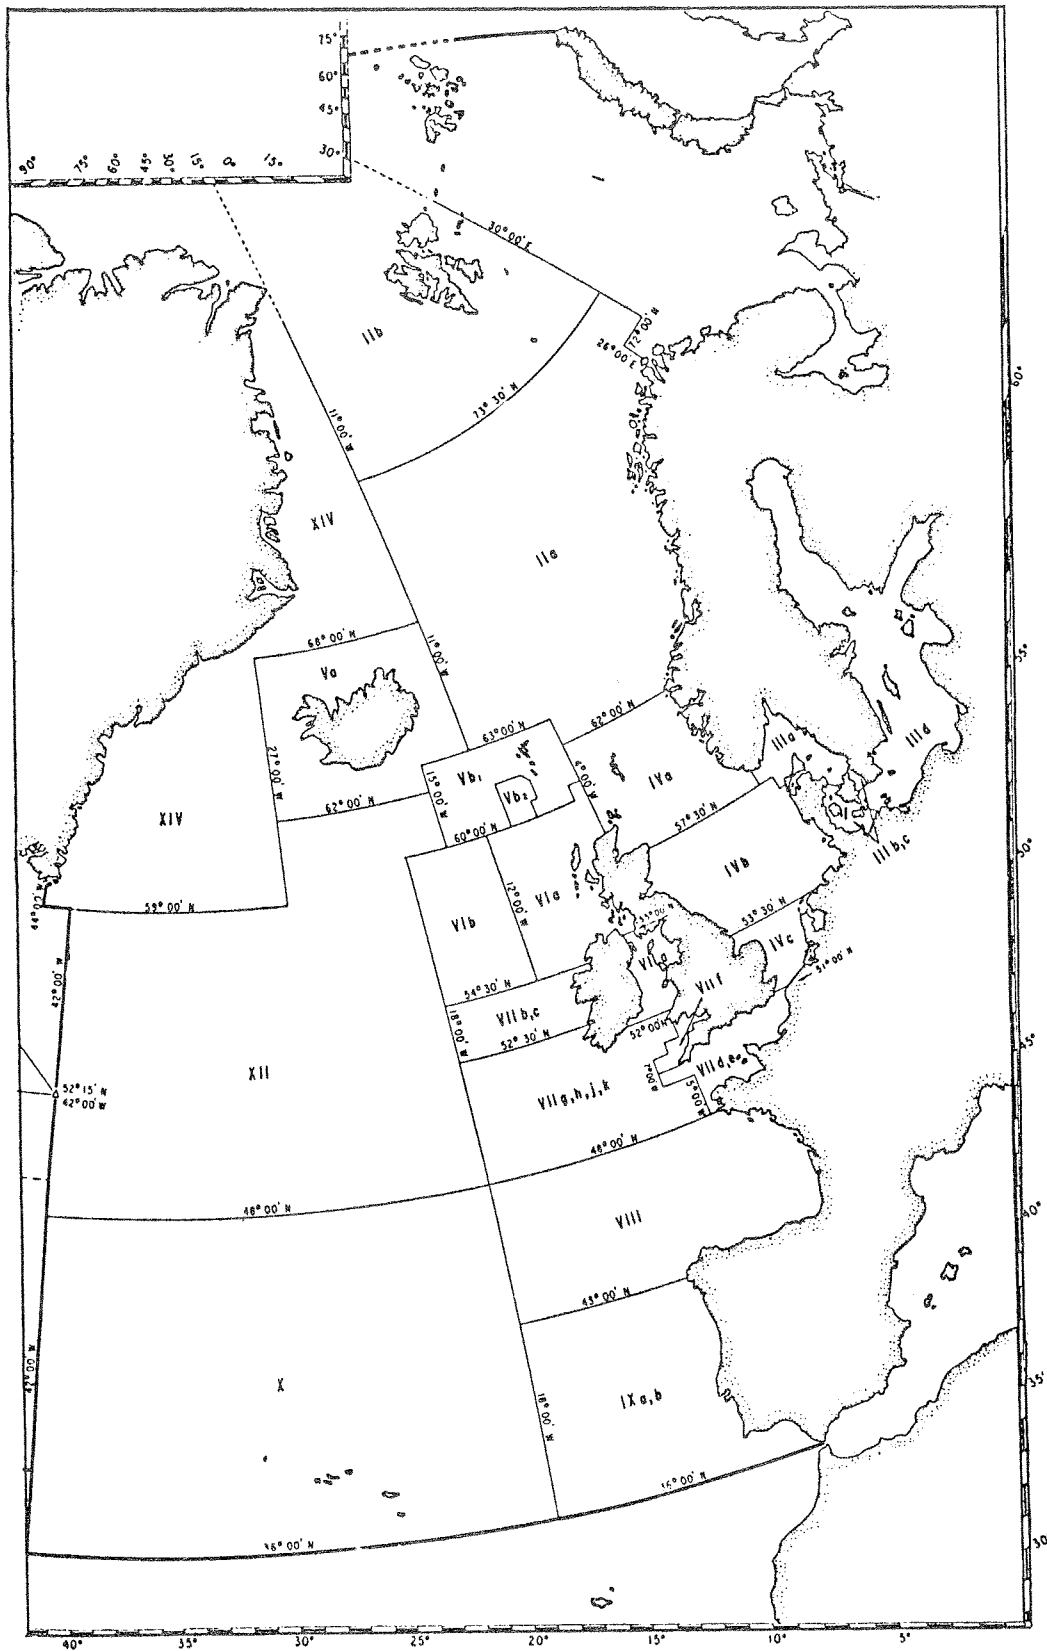 75°
60°
45°
30°
90°
75°
60°
45°
30°
15°
0°
15°
30°00'E
IIb
72°00'N
26°00'E
60°
73°30'N
11°00'W
XIV
IIa
68°00'N
11°00'W
55°
Va
63°00'N
62°00'N
IIIa
IIId
27°00'W
15°00'W
Vb₁
Vb₂
4°00'W
IVa
62°00'N
60°00'N
57°30'N
XIV
50°
IIIb,c
IVb
44°00'W
59°00'N
VIb
12°00'W
VIa
55°00'N
53°30'N
IVc
42°00'W
54°30'N
VIIa
VIIf
51°00'N
18°00'W
VIIb,c
52°30'N
52°00'N
45°
XII
52°15'N
42°00'W
VIIg,h,j,k
7°00'W
5°00'W
VIId,e
48°00'N
48°00'N
40°
VIII
43°00'N
42°00'W
X
35°
IXa,b
18°00'W
36°00'N
36°00'N
30°
40°
35°
30°
25°
20°
15°
10°
5°